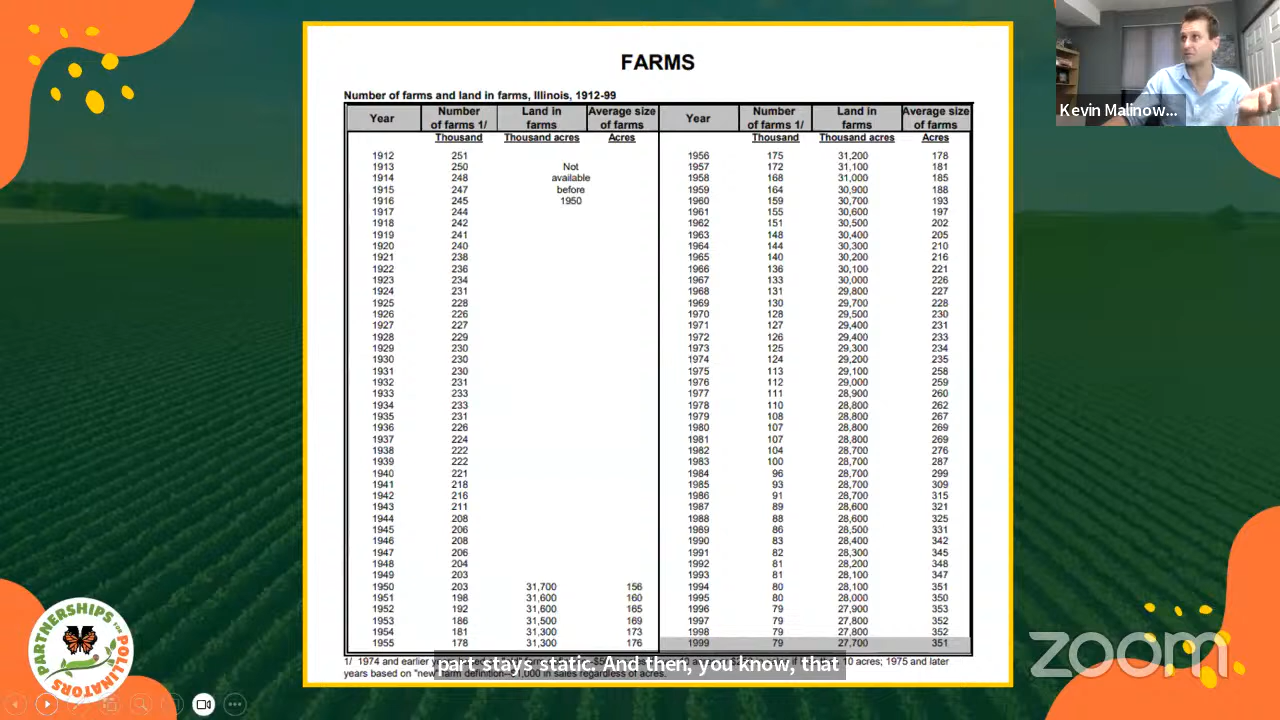 FARMS
Kevin Malinow...
Number of farms and land in farms, Illinois, 1912-99
Year Number of farms 1/ Land in farms Average size of farms Year Number of farms 1/ Land in farms Average size of farms
Thousand Thousand acres Acres Thousand Thousand acres Acres
1912 251 1956 175 31,200 178
1913 250 Not 1957 172 31,100 181
1914 248 available 1958 168 31,000 185
1915 247 before 1959 164 30,900 188
1916 245 1950 1960 159 30,700 193
1917 244 1961 155 30,600 197
1918 242 1962 151 30,500 202
1919 241 1963 148 30,400 205
1920 240 1964 144 30,300 210
1921 238 1965 140 30,200 216
1922 236 1966 136 30,100 221
1923 234 1967 133 30,000 226
1924 231 1968 131 29,800 227
1925 228 1969 130 29,700 228
1926 226 1970 128 29,500 230
1927 227 1971 127 29,400 231
1928 229 1972 126 29,400 233
1929 230 1973 125 29,300 234
1930 230 1974 124 29,200 235
1931 230 1975 113 29,100 258
1932 231 1976 112 29,000 259
1933 233 1977 111 28,900 260
1934 233 1978 110 28,800 262
1935 231 1979 108 28,800 267
1936 226 1980 107 28,800 269
1937 224 1981 107 28,800 269
1938 222 1982 104 28,700 276
1939 222 1983 100 28,700 287
1940 221 1984 96 28,700 299
1941 218 1985 93 28,700 309
1942 216 1986 91 28,700 315
1943 211 1987 89 28,600 321
1944 208 1988 88 28,600 325
1945 206 1989 86 28,500 331
1946 208 1990 83 28,400 342
1947 206 1991 82 28,300 345
1948 204 1992 81 28,200 348
1949 203 1993 81 28,100 347
1950 203 31,700 156 1994 80 28,100 351
1951 198 31,600 160 1995 80 28,000 350
1952 192 31,600 165 1996 79 27,900 353
1953 186 31,500 169 1997 79 27,800 352
1954 181 31,300 173 1998 79 27,800 352
1955 178 31,300 176 1999 79 27,700 351
1/ 1974 and earlier 10 acres; 1975 and later
years based on "new" farm definition--$1,000 in sales regardless of acres.
part stays static. And then, you know, that
PARTNERSHIPS FOR POLLINATORS
zoom